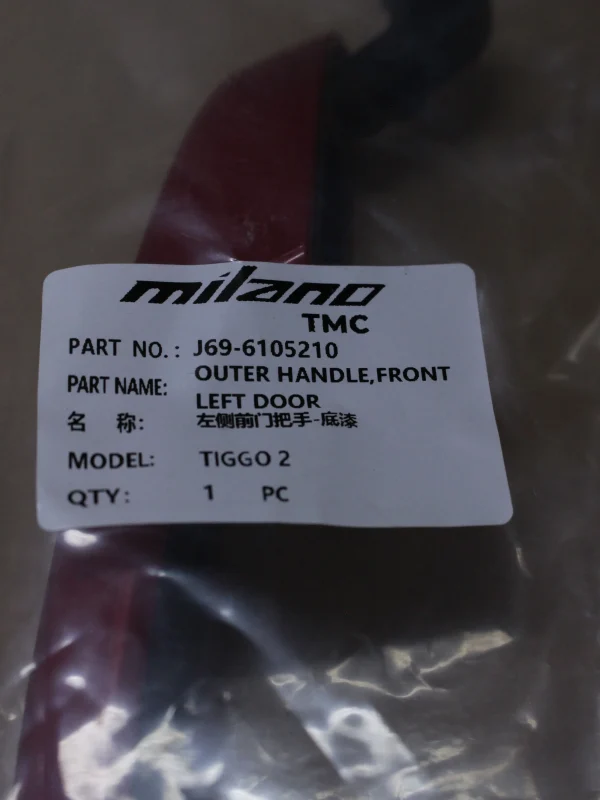 milano
TMC
PART NO.: J69-6105210
PART NAME: OUTER HANDLE,FRONT
LEFT DOOR
名 称: 左侧前门把手-底漆
MODEL: TIGGO 2
QTY: 1 PC